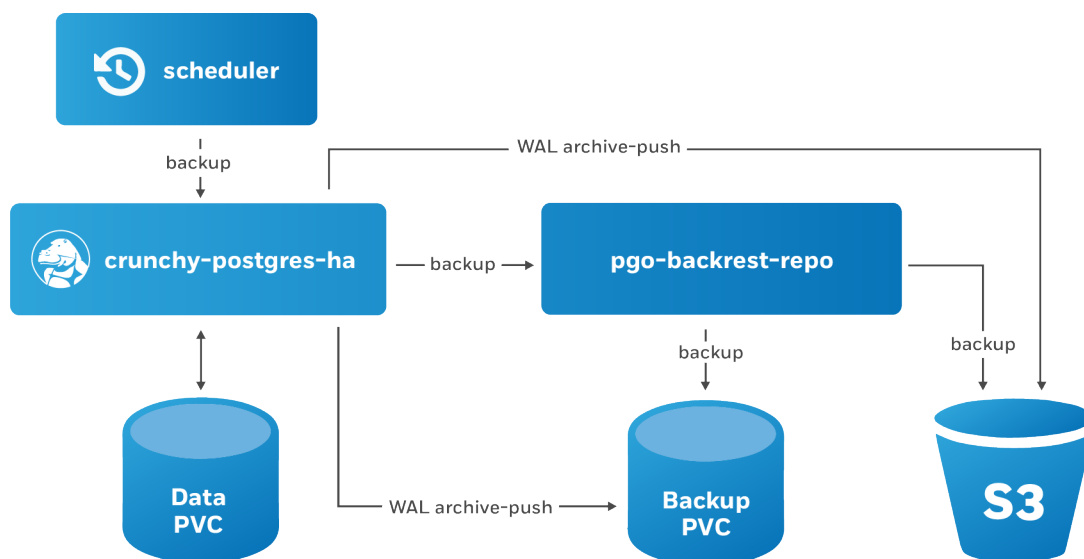 scheduler
WAL archive-push
backup
crunchy-postgres-ha
backup
pgo-backrest-repo
backup
backup
Data
PVC
WAL archive-push
Backup
PVC
S3